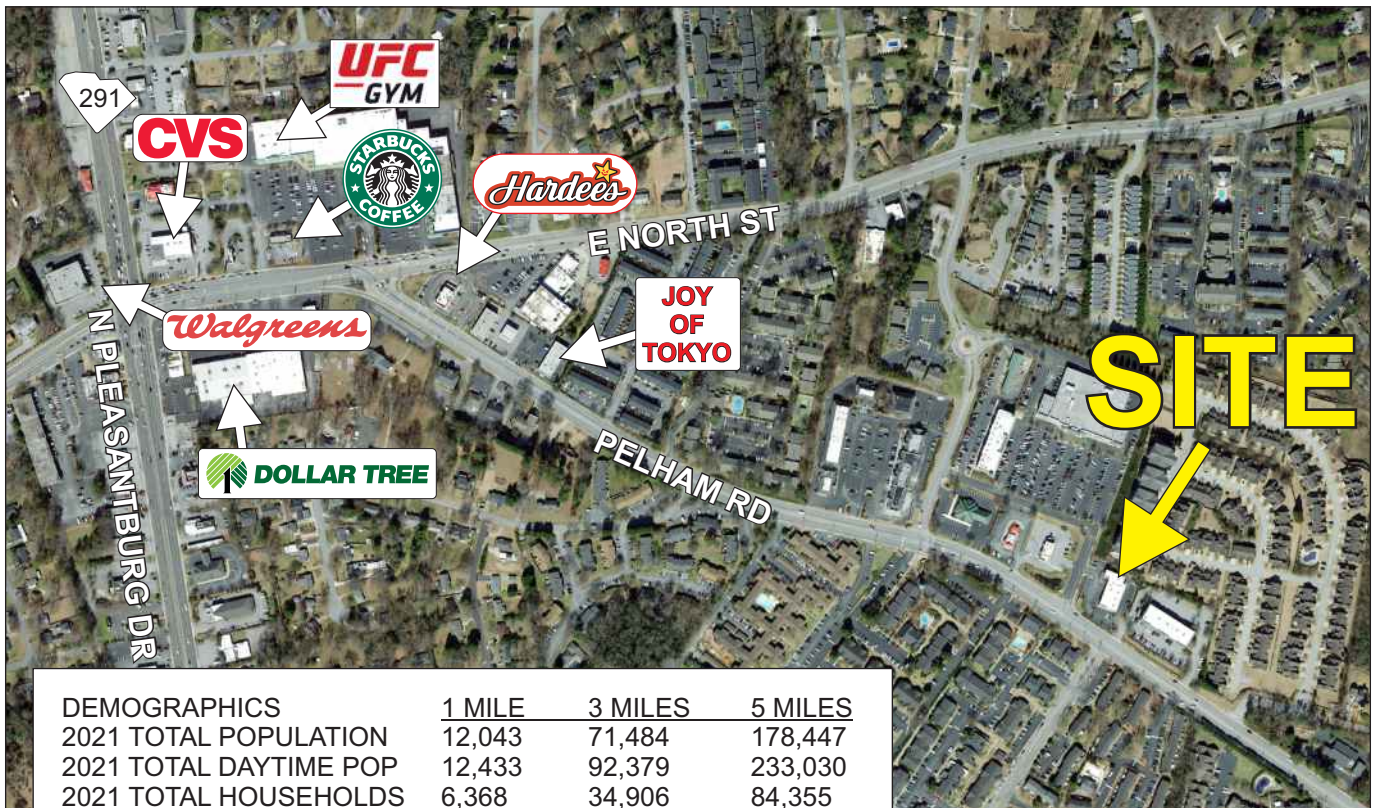 291
UFC
GYM
CVS
STARBUCKS
COFFEE
Hardee's
E NORTH ST
JOY
OF
TOKYO
Walgreens
N PLEASANTBURG DR
DOLLAR TREE
PELHAM RD
SITE
DEMOGRAPHICS 1 MILE 3 MILES 5 MILES
2021 TOTAL POPULATION 12,043 71,484 178,447
2021 TOTAL DAYTIME POP 12,433 92,379 233,030
2021 TOTAL HOUSEHOLDS 6,368 34,906 84,355